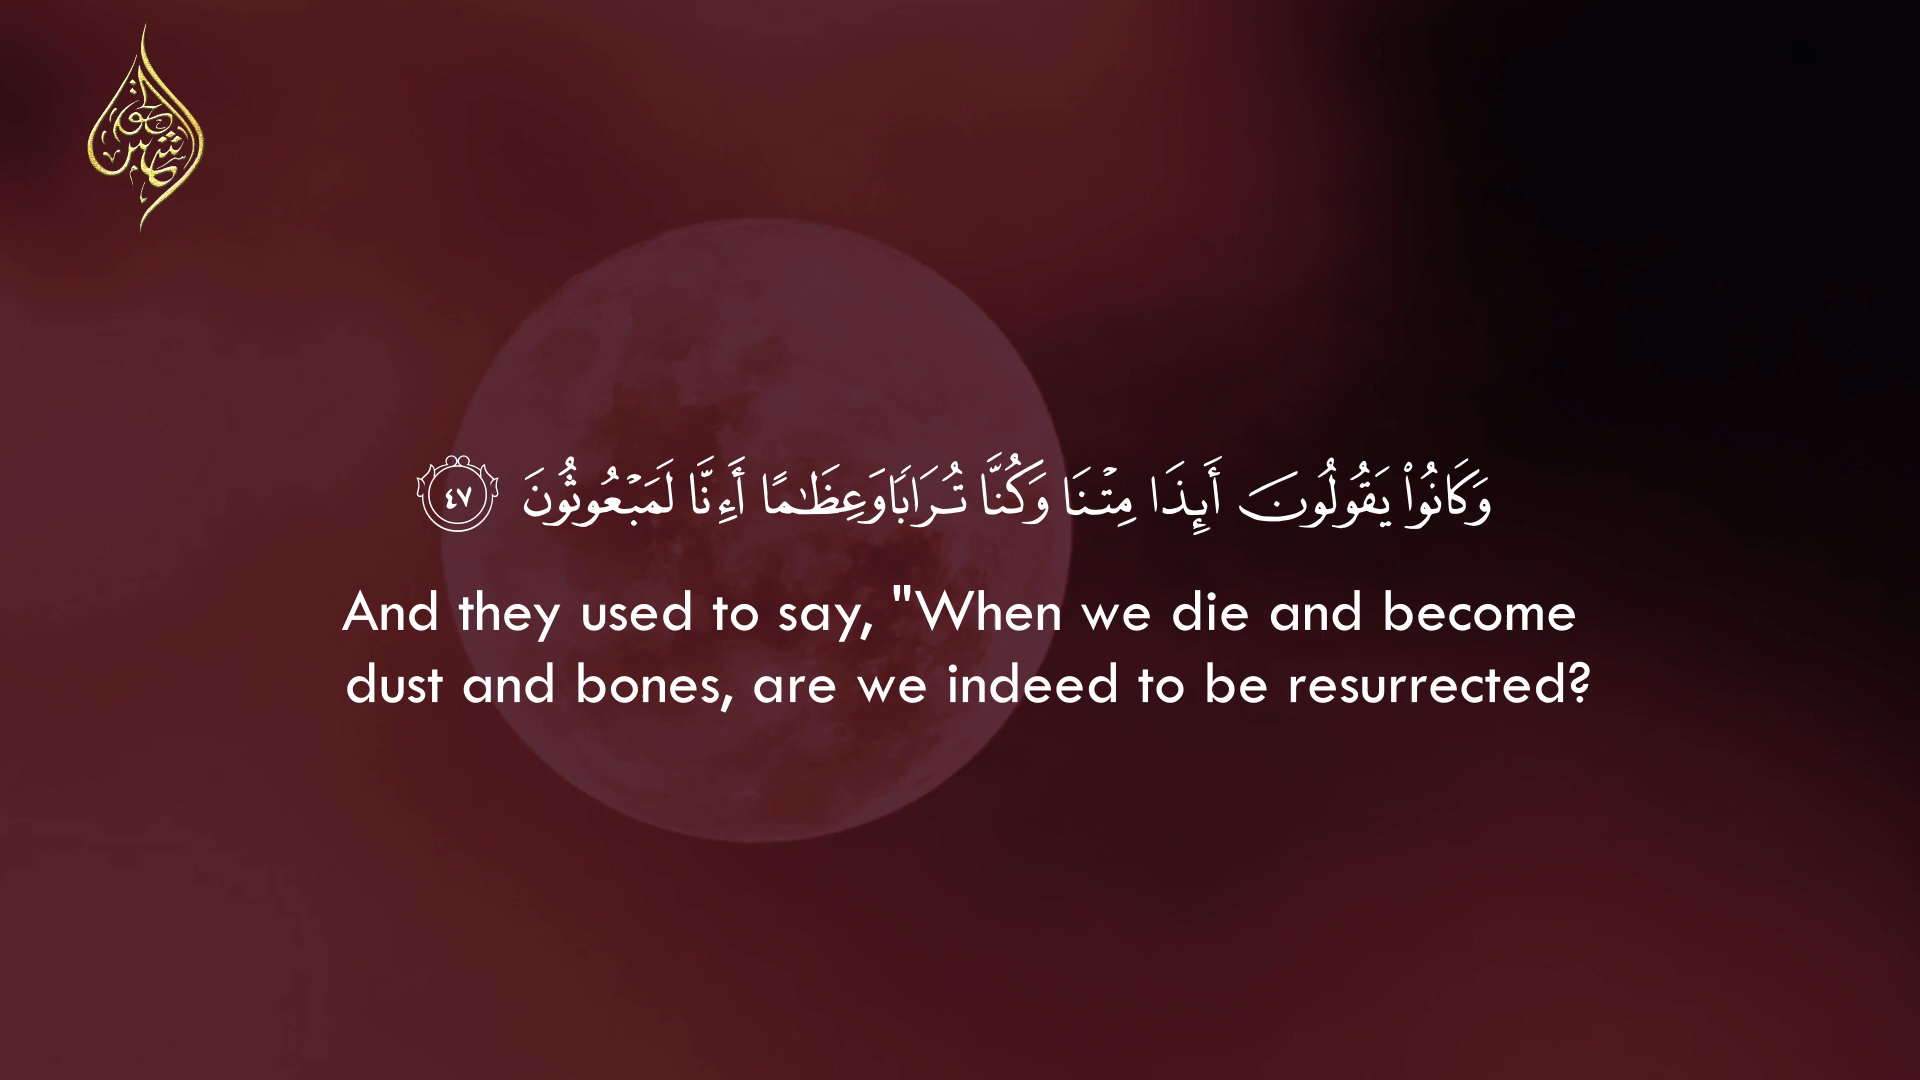 وَكَانُوا۟ يَقُولُونَ أَئِذَا مِتْنَا وَكُنَّا تُرَابًا وَعِظَـٰمًا أَءِنَّا لَمَبْعُوثُونَ ٤٧
And they used to say, "When we die and become
dust and bones, are we indeed to be resurrected?